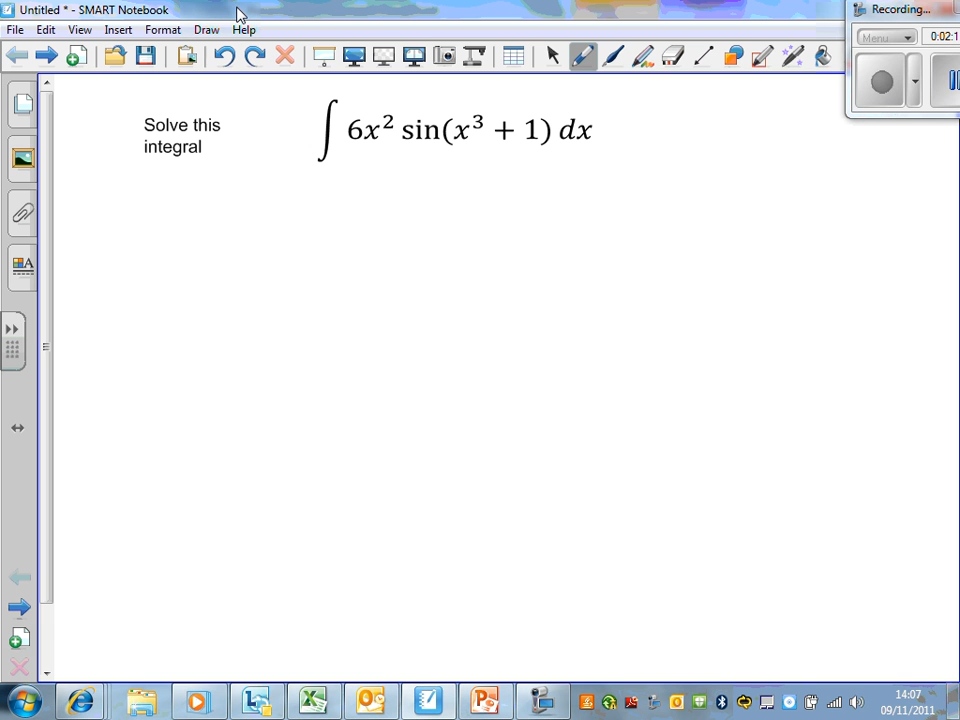 Untitled * - SMART Notebook
Recording...
File Edit View Insert Format Draw Help
Menu
0:02:1
Solve this
integral
∫ 6x² sin(x³ + 1) dx
14:07
09/11/2011